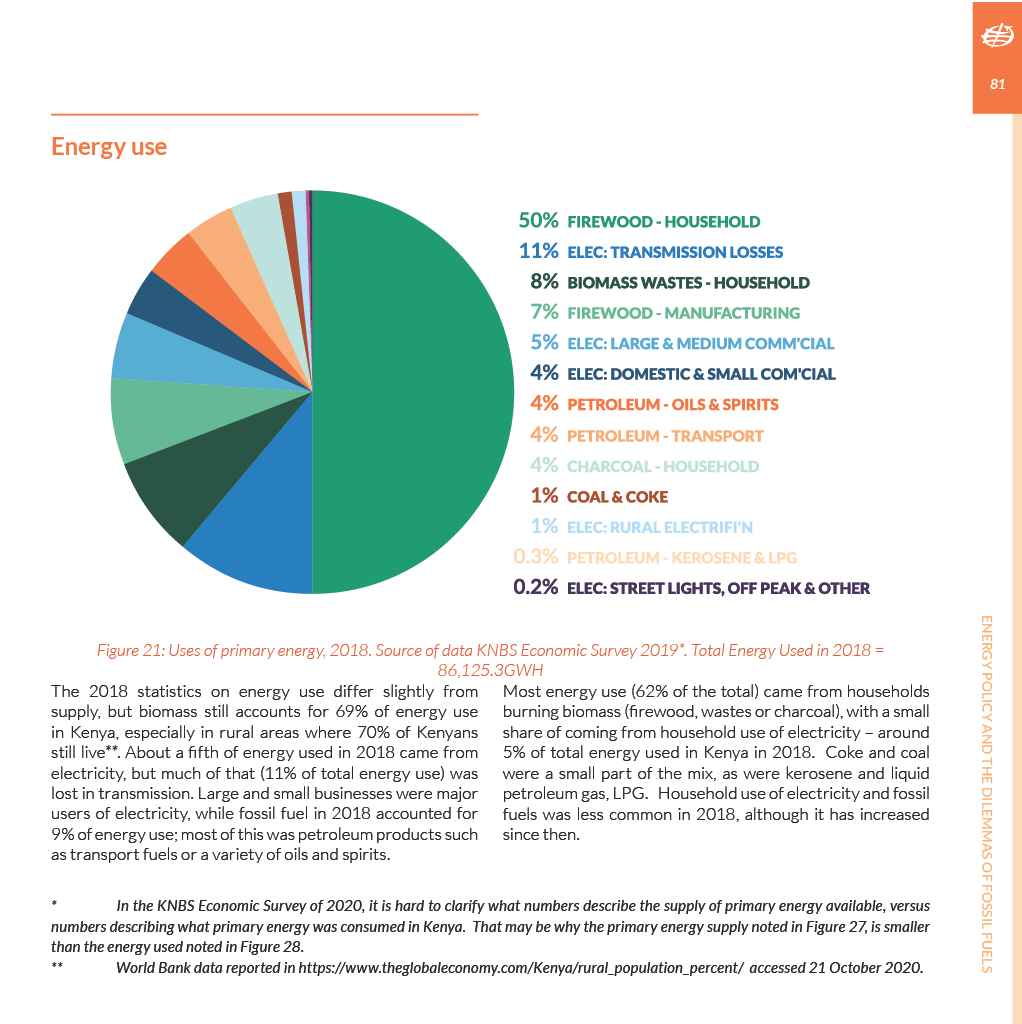 81
Energy use
50% FIREWOOD - HOUSEHOLD
11% ELEC: TRANSMISSION LOSSES
8% BIOMASS WASTES - HOUSEHOLD
7% FIREWOOD - MANUFACTURING
5% ELEC: LARGE & MEDIUM COMM'CIAL
4% ELEC: DOMESTIC & SMALL COM'CIAL
4% PETROLEUM - OILS & SPIRITS
4% PETROLEUM - TRANSPORT
4% CHARCOAL - HOUSEHOLD
1% COAL & COKE
1% ELEC: RURAL ELECTRIFI'N
0.3% PETROLEUM - KEROSENE & LPG
0.2% ELEC: STREET LIGHTS, OFF PEAK & OTHER
Figure 21: Uses of primary energy, 2018. Source of data KNBS Economic Survey 2019*. Total Energy Used in 2018 =
86,125.3GWH
The 2018 statistics on energy use differ slightly from
supply, but biomass still accounts for 69% of energy use
in Kenya, especially in rural areas where 70% of Kenyans
still live**. About a fifth of energy used in 2018 came from
electricity, but much of that (11% of total energy use) was
lost in transmission. Large and small businesses were major
users of electricity, while fossil fuel in 2018 accounted for
9% of energy use; most of this was petroleum products such
as transport fuels or a variety of oils and spirits.
Most energy use (62% of the total) came from households
burning biomass (firewood, wastes or charcoal), with a small
share of coming from household use of electricity – around
5% of total energy used in Kenya in 2018. Coke and coal
were a small part of the mix, as were kerosene and liquid
petroleum gas, LPG. Household use of electricity and fossil
fuels was less common in 2018, although it has increased
since then.
* In the KNBS Economic Survey of 2020, it is hard to clarify what numbers describe the supply of primary energy available, versus
numbers describing what primary energy was consumed in Kenya. That may be why the primary energy supply noted in Figure 27, is smaller
than the energy used noted in Figure 28.
** World Bank data reported in https://www.theglobaleconomy.com/Kenya/rural_population_percent/ accessed 21 October 2020.
ENERGY POLICY AND THE DILEMMAS OF FOSSIL FUELS